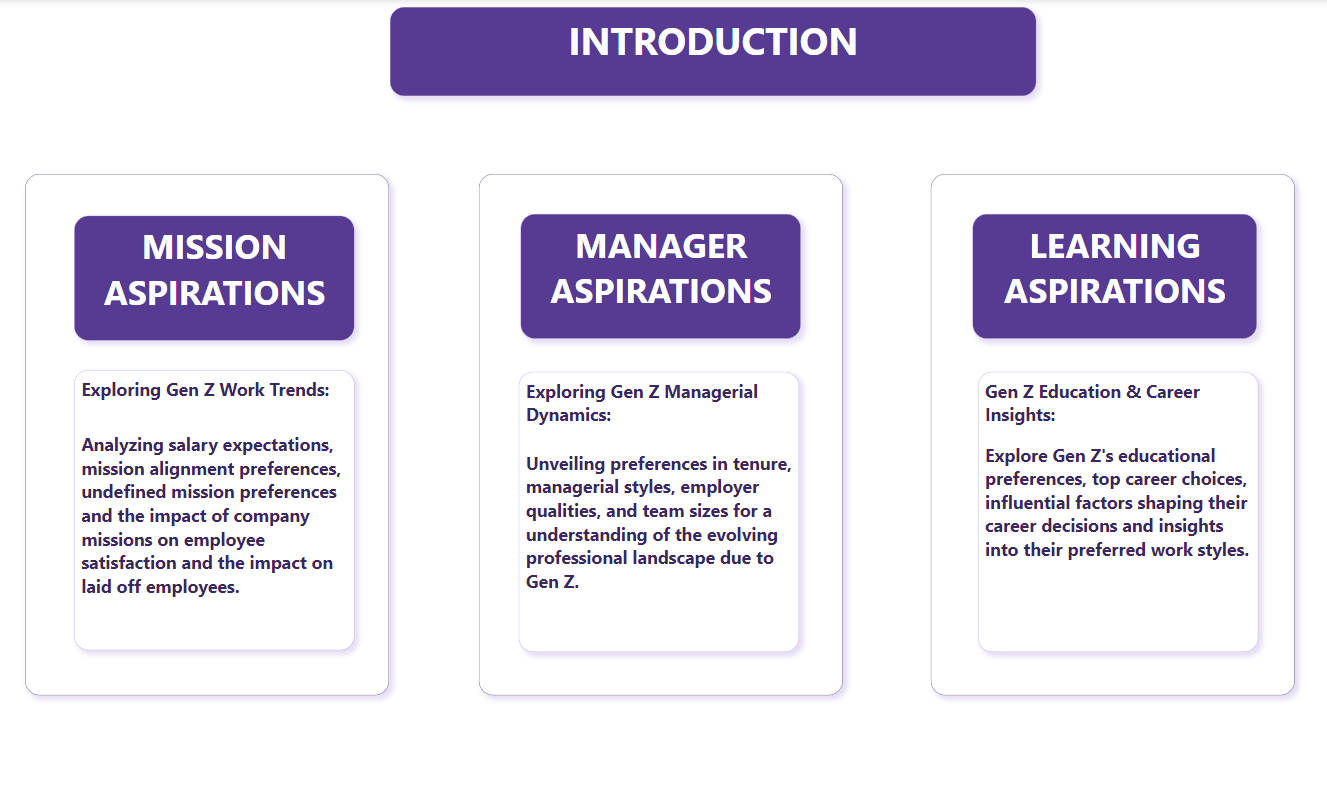 INTRODUCTION
MISSION
ASPIRATIONS
Exploring Gen Z Work Trends:
Analyzing salary expectations,
mission alignment preferences,
undefined mission preferences
and the impact of company
missions on employee
satisfaction and the impact on
laid off employees.
MANAGER
ASPIRATIONS
Exploring Gen Z Managerial
Dynamics:
Unveiling preferences in tenure,
managerial styles, employer
qualities, and team sizes for a
understanding of the evolving
professional landscape due to
Gen Z.
LEARNING
ASPIRATIONS
Gen Z Education & Career
Insights:
Explore Gen Z's educational
preferences, top career choices,
influential factors shaping their
career decisions and insights
into their preferred work styles.